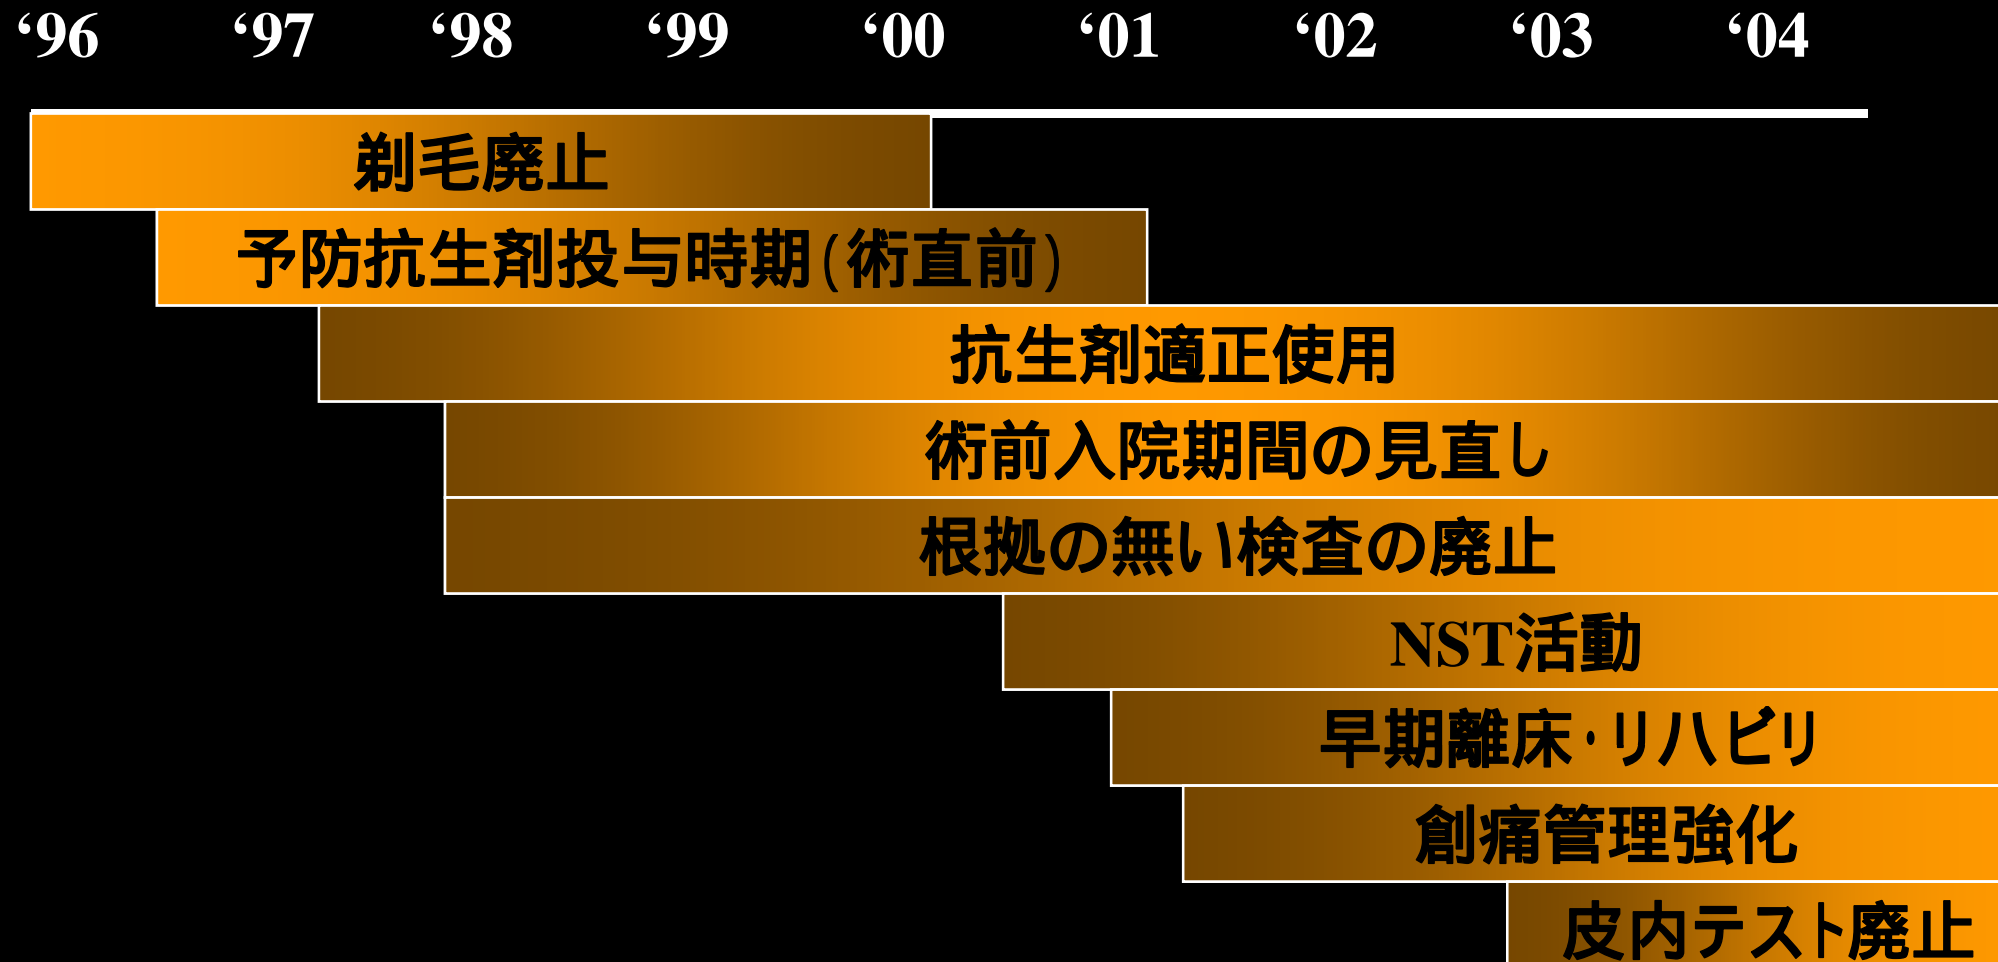 ‘96 ‘97 ‘98 ‘99 ‘00 ‘01 ‘02 ‘03 ‘04
剃毛廃止
予防抗生剤投与時期(術直前)
抗生剤適正使用
術前入院期間の見直し
根拠の無い検査の廃止
NST活動
早期離床・リハビリ
創痛管理強化
皮内テスト廃止